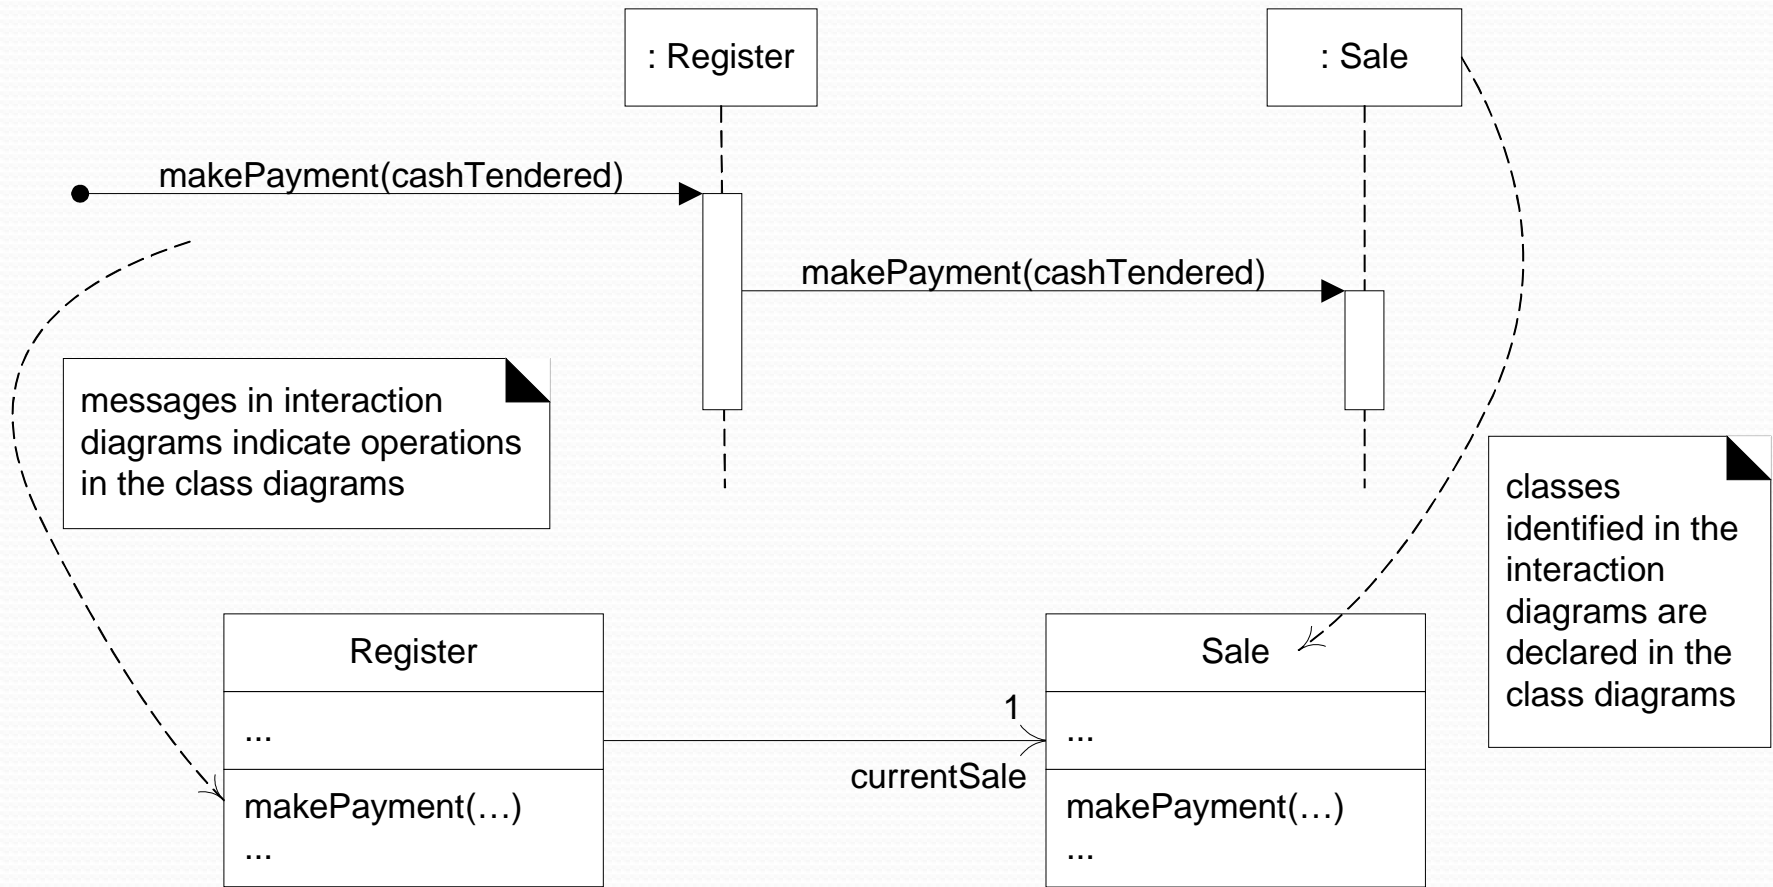 : Register
: Sale
makePayment(cashTendered)
makePayment(cashTendered)
messages in interaction
diagrams indicate operations
in the class diagrams
classes
identified in the
interaction
diagrams are
declared in the
class diagrams
Register
...
makePayment(…)
...
1
currentSale
Sale
...
makePayment(…)
...